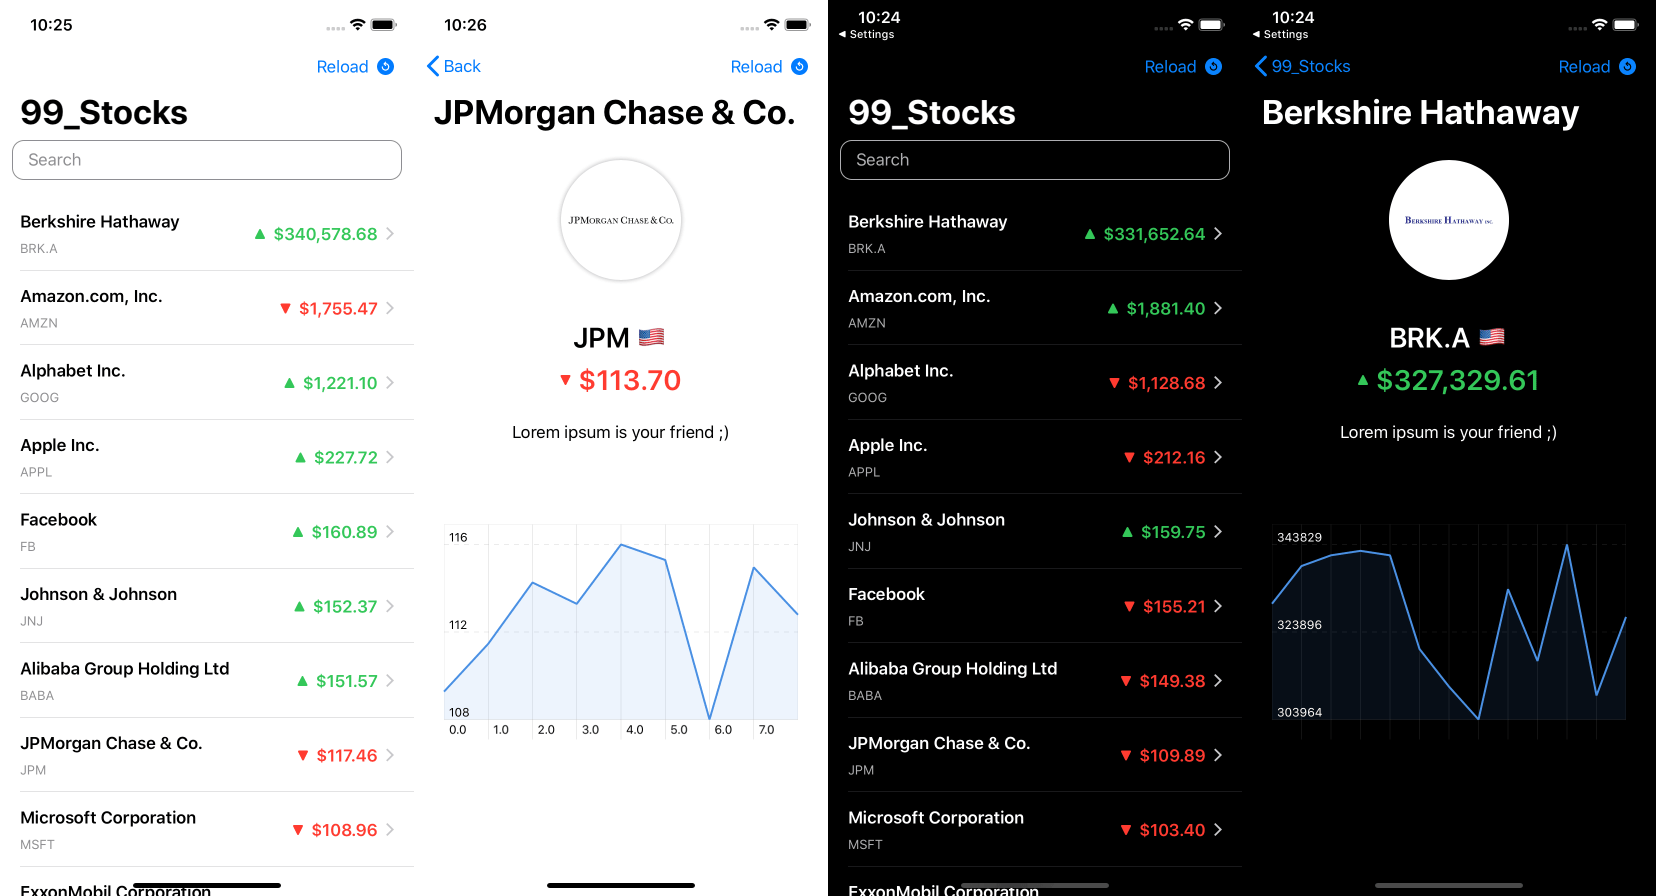 10:25
Reload
99_Stocks
Search
Berkshire Hathaway
▲ $340,578.68
BRK.A
Amazon.com, Inc.
▼ $1,755.47
AMZN
Alphabet Inc.
▲ $1,221.10
GOOG
Apple Inc.
▲ $227.72
APPL
Facebook
▲ $160.89
FB
Johnson & Johnson
▲ $152.37
JNJ
Alibaba Group Holding Ltd
▲ $151.57
BABA
JPMorgan Chase & Co.
▼ $117.46
JPM
Microsoft Corporation
▼ $108.96
MSFT
ExxonMobil Corporation
10:26
Back
Reload
JPMorgan Chase & Co.
JPMorgan Chase & Co.
JPM
▼ $113.70
Lorem ipsum is your friend ;)
116
112
108
0.0 1.0 2.0 3.0 4.0 5.0 6.0 7.0
10:24
◀ Settings
Reload
99_Stocks
Search
Berkshire Hathaway
▲ $331,652.64
BRK.A
Amazon.com, Inc.
▲ $1,881.40
AMZN
Alphabet Inc.
▼ $1,128.68
GOOG
Apple Inc.
▼ $212.16
APPL
Johnson & Johnson
▲ $159.75
JNJ
Facebook
▼ $155.21
FB
Alibaba Group Holding Ltd
▼ $149.38
BABA
JPMorgan Chase & Co.
▼ $109.89
JPM
Microsoft Corporation
▼ $103.40
MSFT
ExxonMobil Corporation
10:24
◀ Settings
99_Stocks
Reload
Berkshire Hathaway
Berkshire Hathaway inc.
BRK.A
▲ $327,329.61
Lorem ipsum is your friend ;)
343829
323896
303964